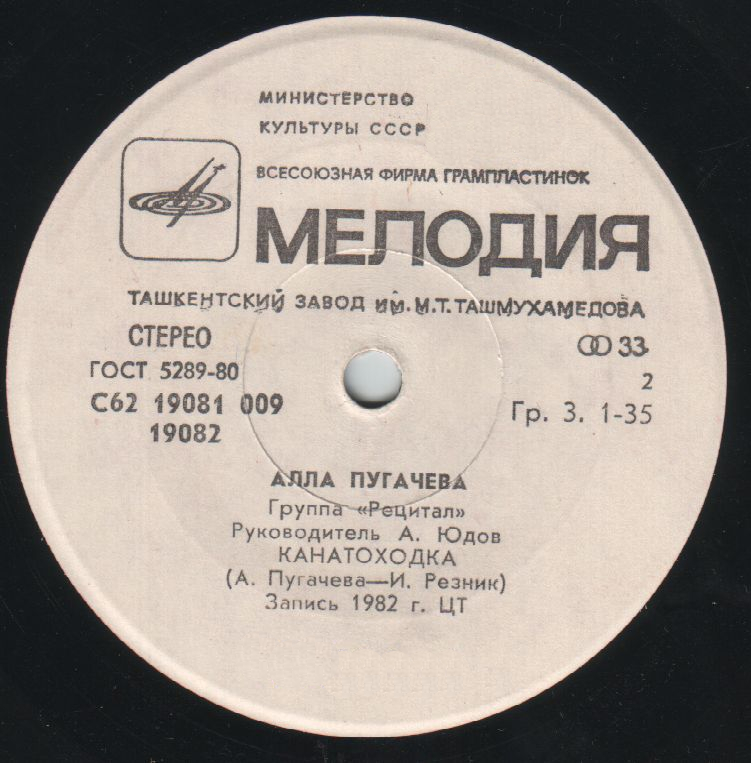 МИНИСТЕРСТВО
КУЛЬТУРЫ СССР
ВСЕСОЮЗНАЯ ФИРМА ГРАМПЛАСТИНОК
МЕЛОДИЯ
ТАШКЕНТСКИЙ ЗАВОД ИМ. М.Т. ТАШМУХАМЕДОВА
СТЕРЕО
33
ГОСТ 5289-80
2
С62 19081 009
Гр. 3. 1-35
19082
АЛЛА ПУГАЧЕВА
Группа «Рецитал»
Руководитель А. Юдов
КАНАТОХОДКА
(А. Пугачева—И. Резник)
Запись 1982 г. ЦТ